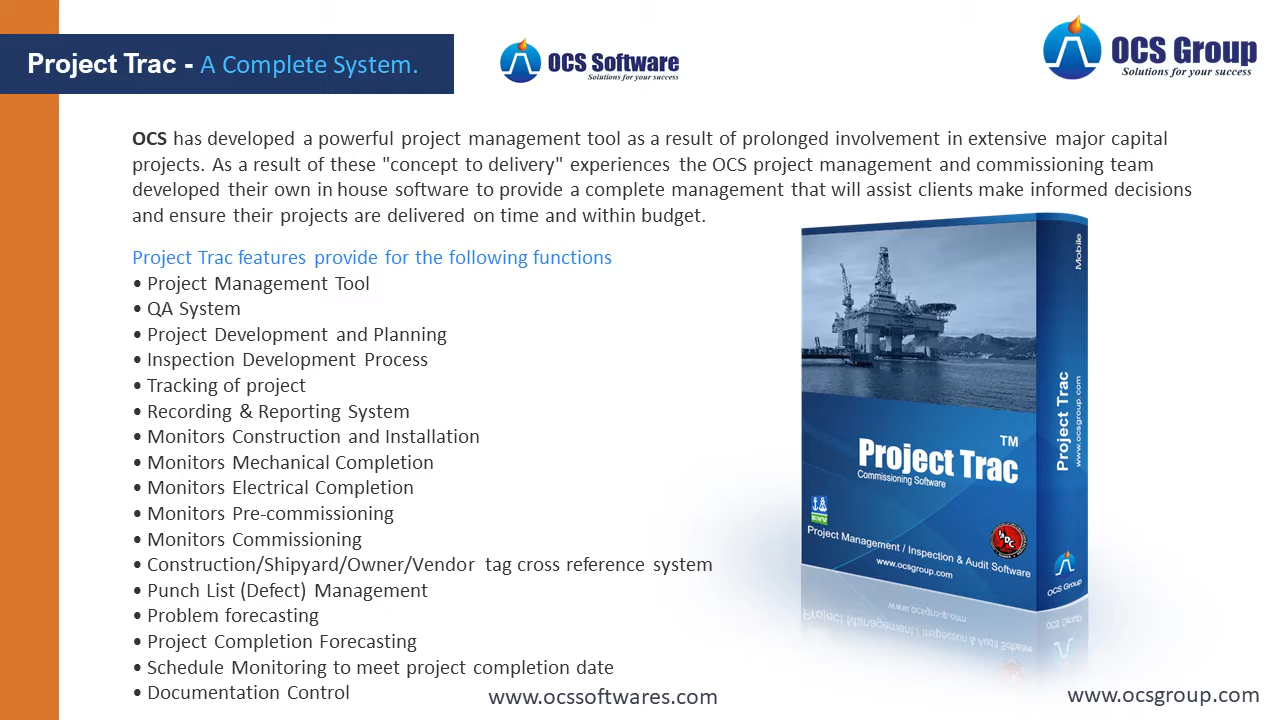 Project Trac - A Complete System.
OCS Software
Solutions for your success
OCS Group
Solutions for your success
OCS has developed a powerful project management tool as a result of prolonged involvement in extensive major capital
projects. As a result of these "concept to delivery" experiences the OCS project management and commissioning team
developed their own in house software to provide a complete management that will assist clients make informed decisions
and ensure their projects are delivered on time and within budget.
Project Trac features provide for the following functions
• Project Management Tool
• QA System
• Project Development and Planning
• Inspection Development Process
• Tracking of project
• Recording & Reporting System
• Monitors Construction and Installation
• Monitors Mechanical Completion
• Monitors Electrical Completion
• Monitors Pre-commissioning
• Monitors Commissioning
• Construction/Shipyard/Owner/Vendor tag cross reference system
• Punch List (Defect) Management
• Problem forecasting
• Project Completion Forecasting
• Schedule Monitoring to meet project completion date
• Documentation Control
Project Trac TM
Commissioning Software
DNV
IADC
Project Management / Inspection & Audit Software
www.ocsgroup.com
Mobile
Project Trac
www.ocsgroup.com
OCS Group
www.ocssoftwares.com
www.ocsgroup.com